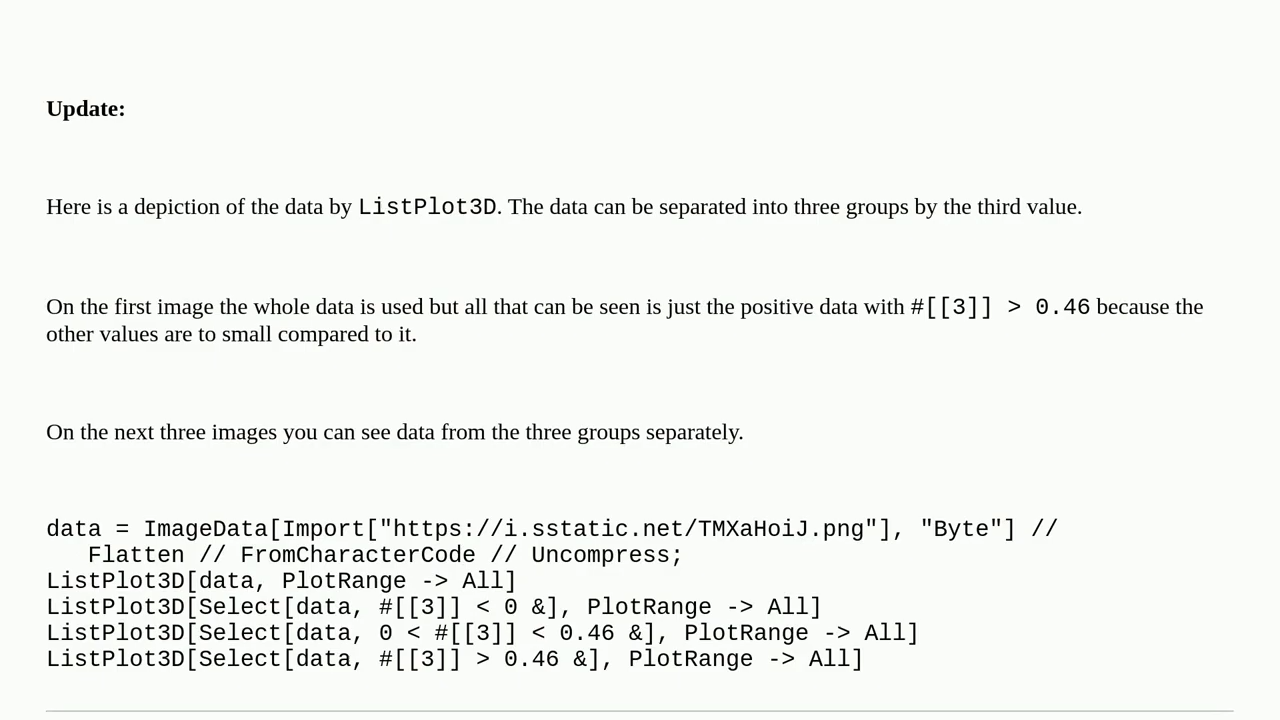 Update:
Here is a depiction of the data by ListPlot3D. The data can be separated into three groups by the third value.
On the first image the whole data is used but all that can be seen is just the positive data with #[[3]] > 0.46 because the
other values are to small compared to it.
On the next three images you can see data from the three groups separately.
data = ImageData[Import["https://i.sstatic.net/TMXaHoiJ.png"], "Byte"] //
   Flatten // FromCharacterCode // Uncompress;
ListPlot3D[data, PlotRange -> All]
ListPlot3D[Select[data, #[[3]] < 0 &], PlotRange -> All]
ListPlot3D[Select[data, 0 < #[[3]] < 0.46 &], PlotRange -> All]
ListPlot3D[Select[data, #[[3]] > 0.46 &], PlotRange -> All]